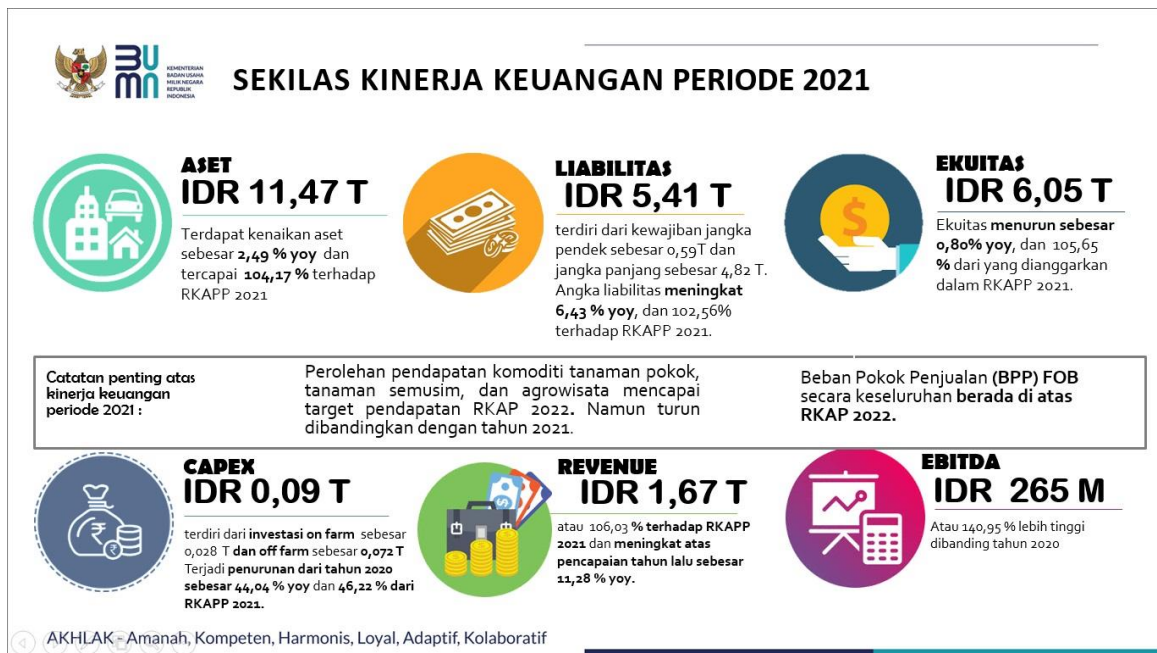 BUMN
KEMENTERIAN
BADAN USAHA
MILIK NEGARA
REPUBLIK
INDONESIA
SEKILAS KINERJA KEUANGAN PERIODE 2021
ASET
IDR 11,47 T
Terdapat kenaikan aset
sebesar 2,49 % yoy dan
tercapai 104,17 % terhadap
RKAPP 2021
LIABILITAS
IDR 5,41 T
terdiri dari kewajiban jangka
pendek sebesar 0,59T dan
jangka panjang sebesar 4,82 T.
Angka liabilitas meningkat
6,43 % yoy, dan 102,56%
terhadap RKAPP 2021.
$
EKUITAS
IDR 6,05 T
Ekuitas menurun sebesar
0,80% yoy, dan 105,65
% dari yang dianggarkan
dalam RKAPP 2021.
Catatan penting atas
kinerja keuangan
periode 2021 :
Perolehan pendapatan komoditi tanaman pokok,
tanaman semusim, dan agrowisata mencapai
target pendapatan RKAP 2022. Namun turun
dibandingkan dengan tahun 2021.
Beban Pokok Penjualan (BPP) FOB
secara keseluruhan berada di atas
RKAP 2022.
₹
CAPEX
IDR 0,09 T
terdiri dari investasi on farm sebesar
0,028 T dan off farm sebesar 0,072 T
Terjadi penurunan dari tahun 2020
sebesar 44,04 % yoy dan 46,22 % dari
RKAPP 2021.
REVENUE
IDR 1,67 T
atau 106,03 % terhadap RKAPP
2021 dan meningkat atas
pencapaian tahun lalu sebesar
11,28 % yoy.
EBITDA
IDR 265 M
Atau 140,95 % lebih tinggi
dibanding tahun 2020
AKHLAK - Amanah, Kompeten, Harmonis, Loyal, Adaptif, Kolaboratif